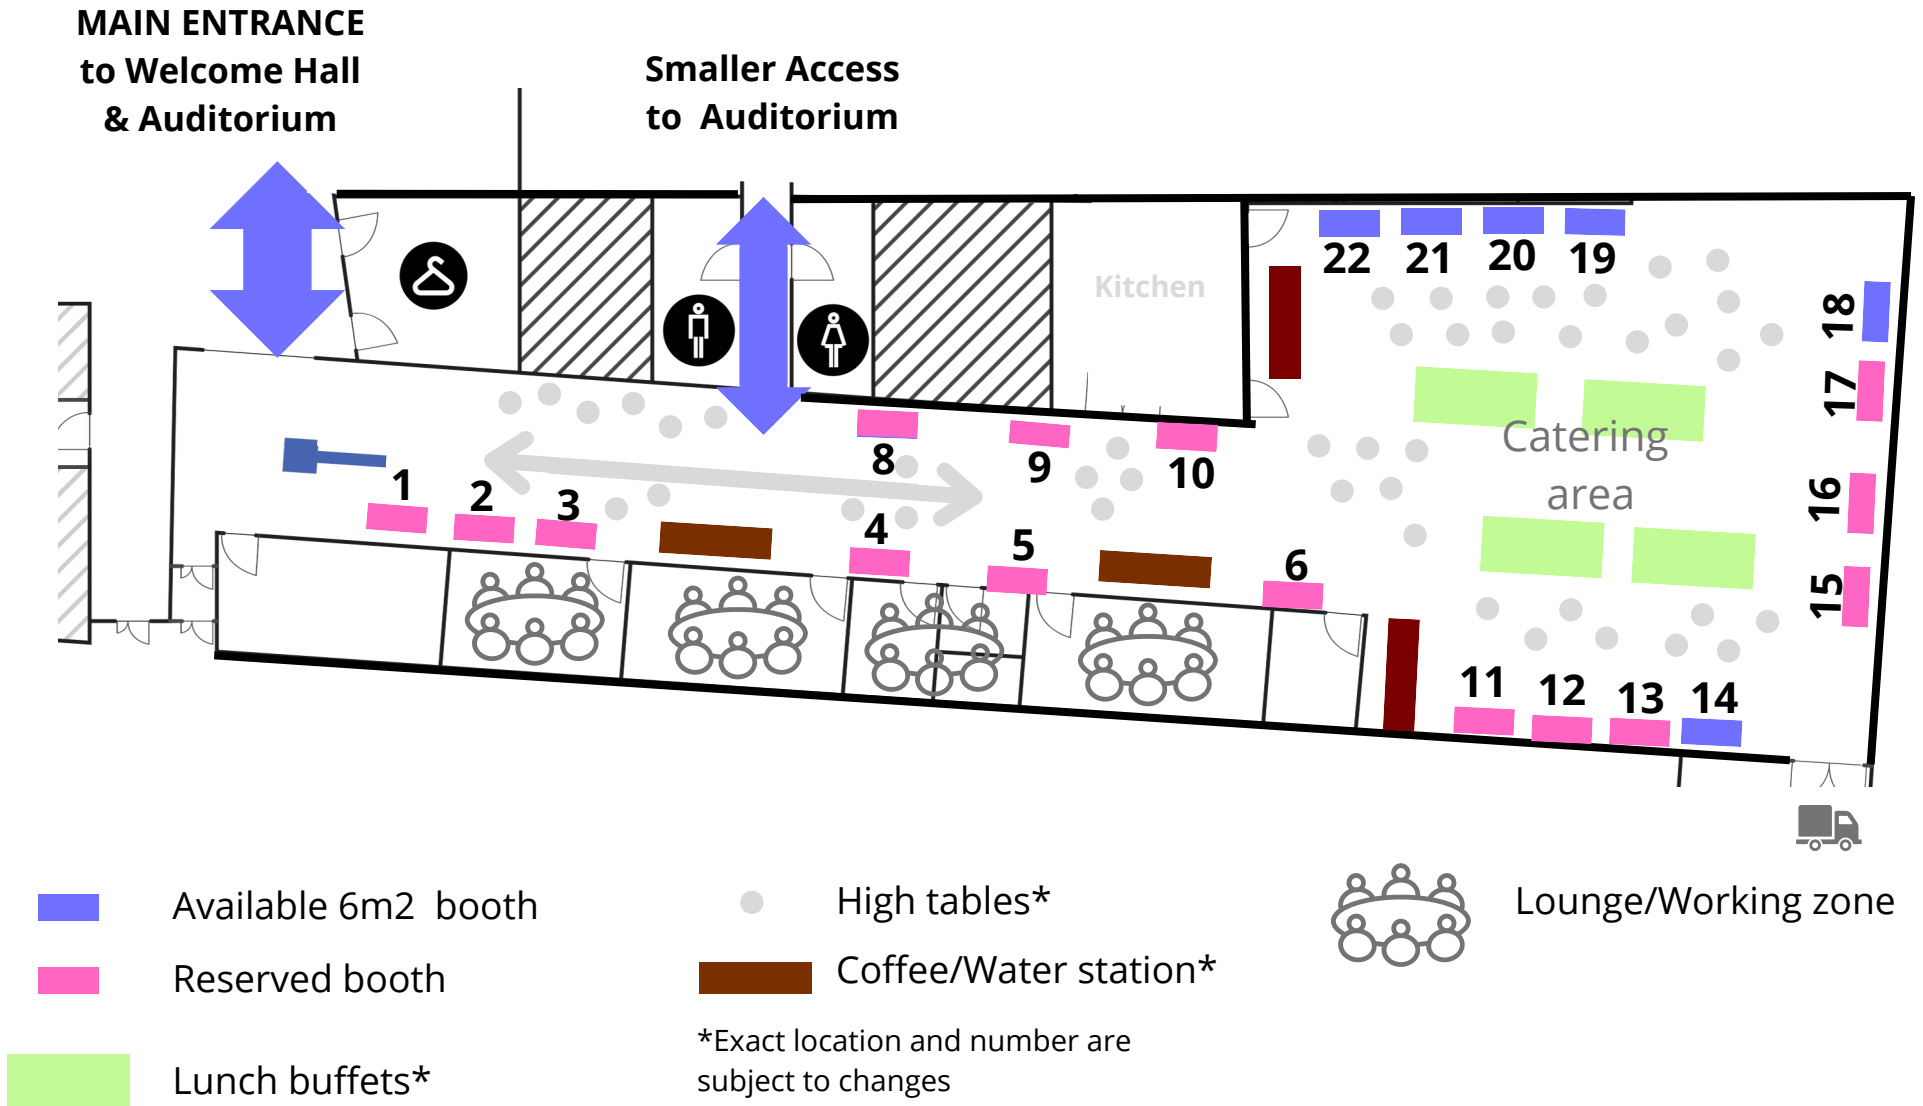 MAIN ENTRANCE
to Welcome Hall
& Auditorium
Smaller Access
to  Auditorium
Kitchen
22
21
20
19
18
17
16
15
Catering
area
8
9
10
1
2
3
4
5
6
11
12
13
14
Available 6m2  booth
Reserved booth
Lunch buffets*
High tables*
Coffee/Water station*
*Exact location and number are
subject to changes
Lounge/Working zone